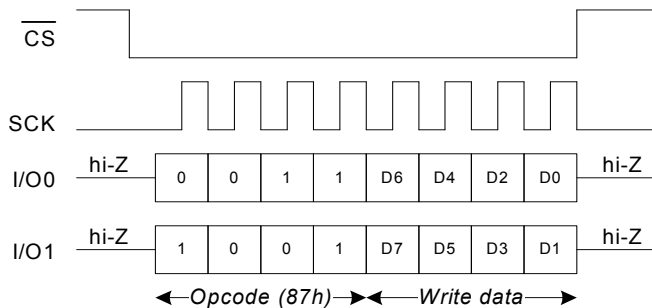 CS
SCK
hi-Z hi-Z
I/O0 0 0 1 1 D6 D4 D2 D0
hi-Z hi-Z
I/O1 1 0 0 1 D7 D5 D3 D1
Opcode (87h) Write data